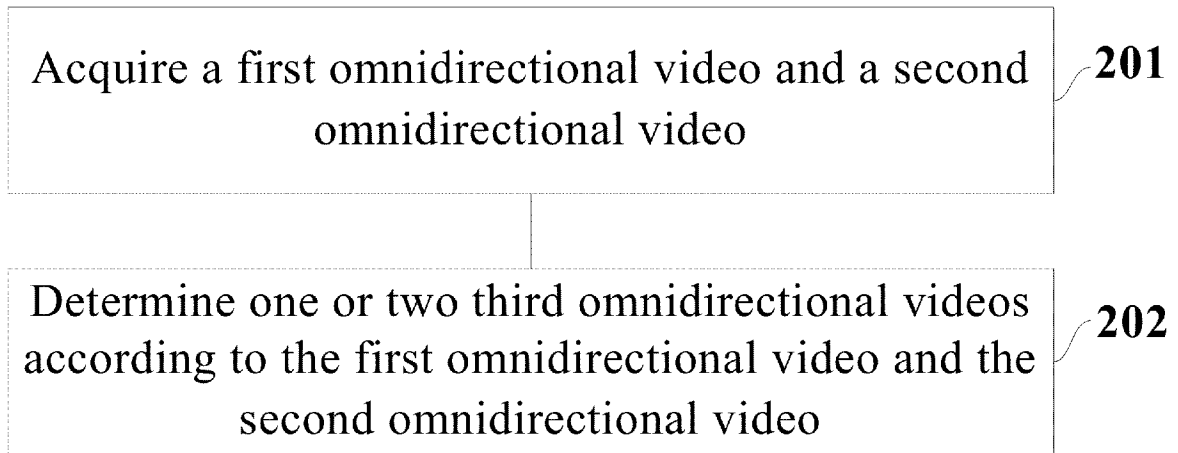 Acquire a first omnidirectional video and a second
omnidirectional video
201
Determine one or two third omnidirectional videos
according to the first omnidirectional video and the
second omnidirectional video
202